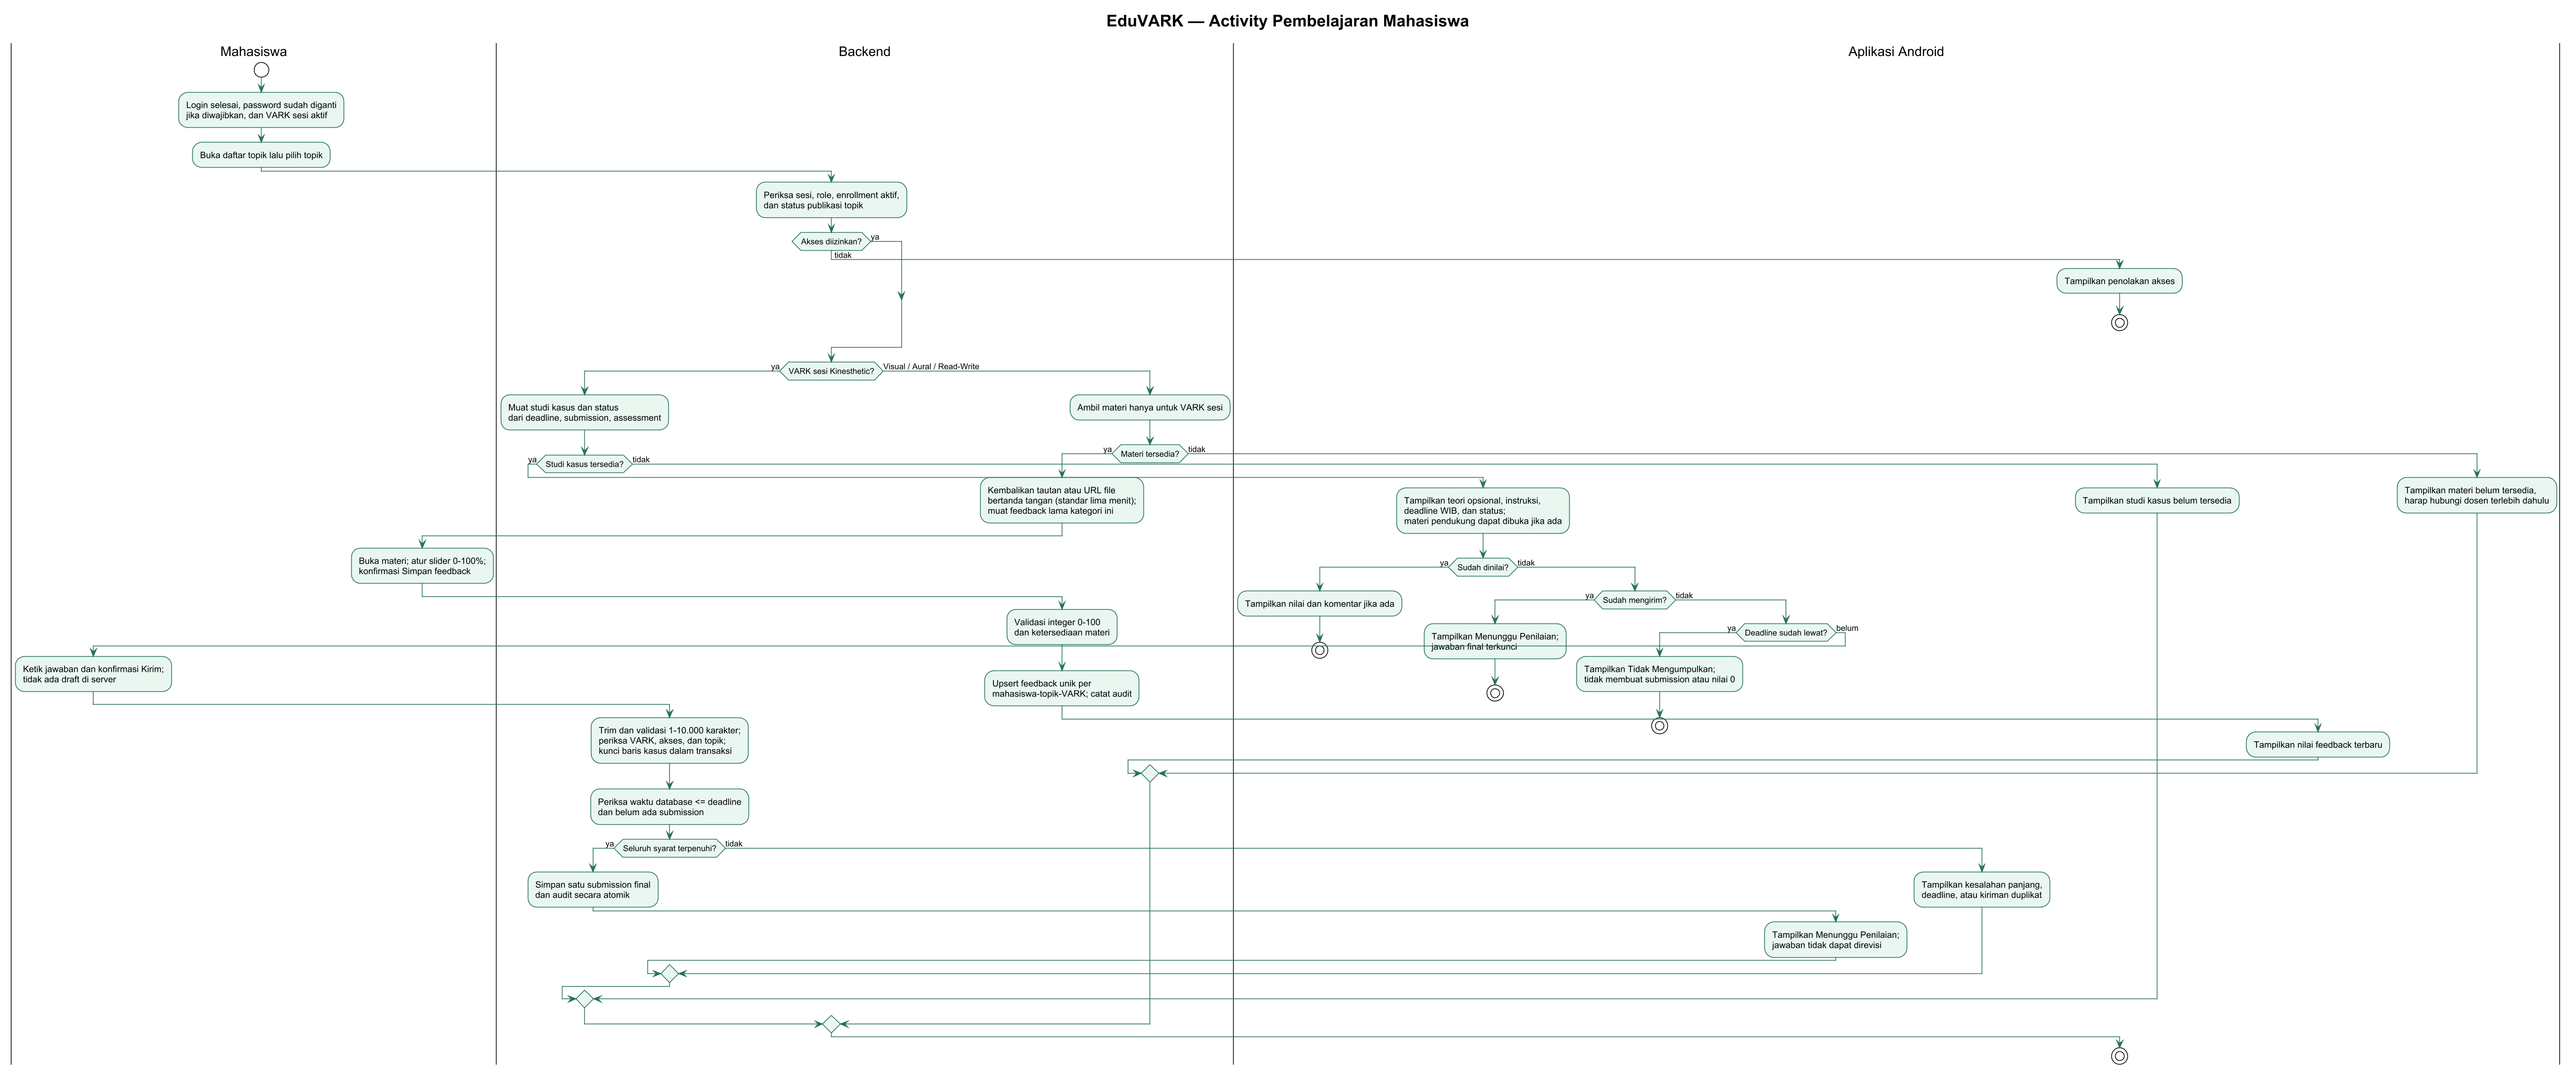 EduVARK — Activity Pembelajaran Mahasiswa
Mahasiswa
Backend
Aplikasi Android
Login selesai, password sudah diganti
jika diwajibkan, dan VARK sesi aktif
Buka daftar topik lalu pilih topik
Periksa sesi, role, enrollment aktif,
dan status publikasi topik
Akses diizinkan?
ya
tidak
Tampilkan penolakan akses
VARK sesi Kinesthetic?
ya
Visual / Aural / Read-Write
Muat studi kasus dan status
dari deadline, submission, assessment
Ambil materi hanya untuk VARK sesi
Studi kasus tersedia?
ya
tidak
Materi tersedia?
ya
tidak
Kembalikan tautan atau URL file
bertanda tangan (standar lima menit);
muat feedback lama kategori ini
Tampilkan teori opsional, instruksi,
deadline WIB, dan status;
materi pendukung dapat dibuka jika ada
Tampilkan studi kasus belum tersedia
Tampilkan materi belum tersedia,
harap hubungi dosen terlebih dahulu
Buka materi; atur slider 0-100%;
konfirmasi Simpan feedback
Sudah dinilai?
ya
tidak
Tampilkan nilai dan komentar jika ada
Sudah mengirim?
ya
tidak
Validasi integer 0-100
dan ketersediaan materi
Tampilkan Menunggu Penilaian;
jawaban final terkunci
Deadline sudah lewat?
ya
belum
Ketik jawaban dan konfirmasi Kirim;
tidak ada draft di server
Upsert feedback unik per
mahasiswa-topik-VARK; catat audit
Tampilkan Tidak Mengumpulkan;
tidak membuat submission atau nilai 0
Trim dan validasi 1-10.000 karakter;
periksa VARK, akses, dan topik;
kunci baris kasus dalam transaksi
Tampilkan nilai feedback terbaru
Periksa waktu database <= deadline
dan belum ada submission
Seluruh syarat terpenuhi?
ya
tidak
Simpan satu submission final
dan audit secara atomik
Tampilkan kesalahan panjang,
deadline, atau kiriman duplikat
Tampilkan Menunggu Penilaian;
jawaban tidak dapat direvisi